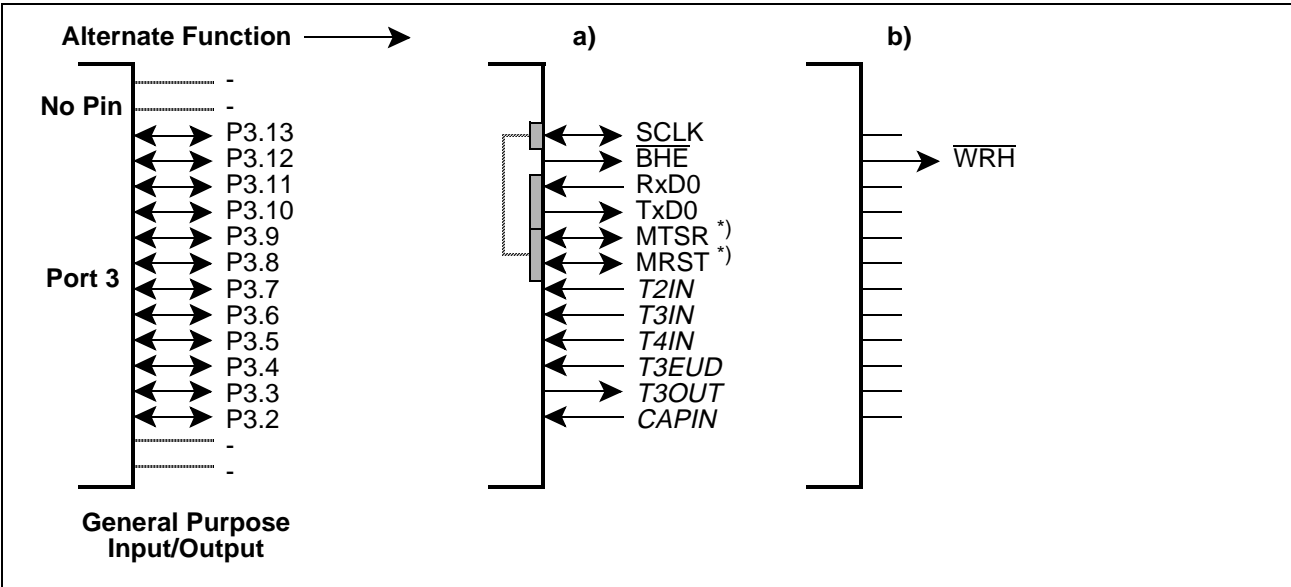 Alternate Function a) b)
-
No Pin -
P3.13 SCLK
P3.12 BHE WRH
P3.11 RxD0
P3.10 TxD0
P3.9 MTSR *)
P3.8 MRST *)
Port 3
P3.7 T2IN
P3.6 T3IN
P3.5 T4IN
P3.4 T3EUD
P3.3 T3OUT
P3.2 CAPIN
-
-
General Purpose
Input/Output